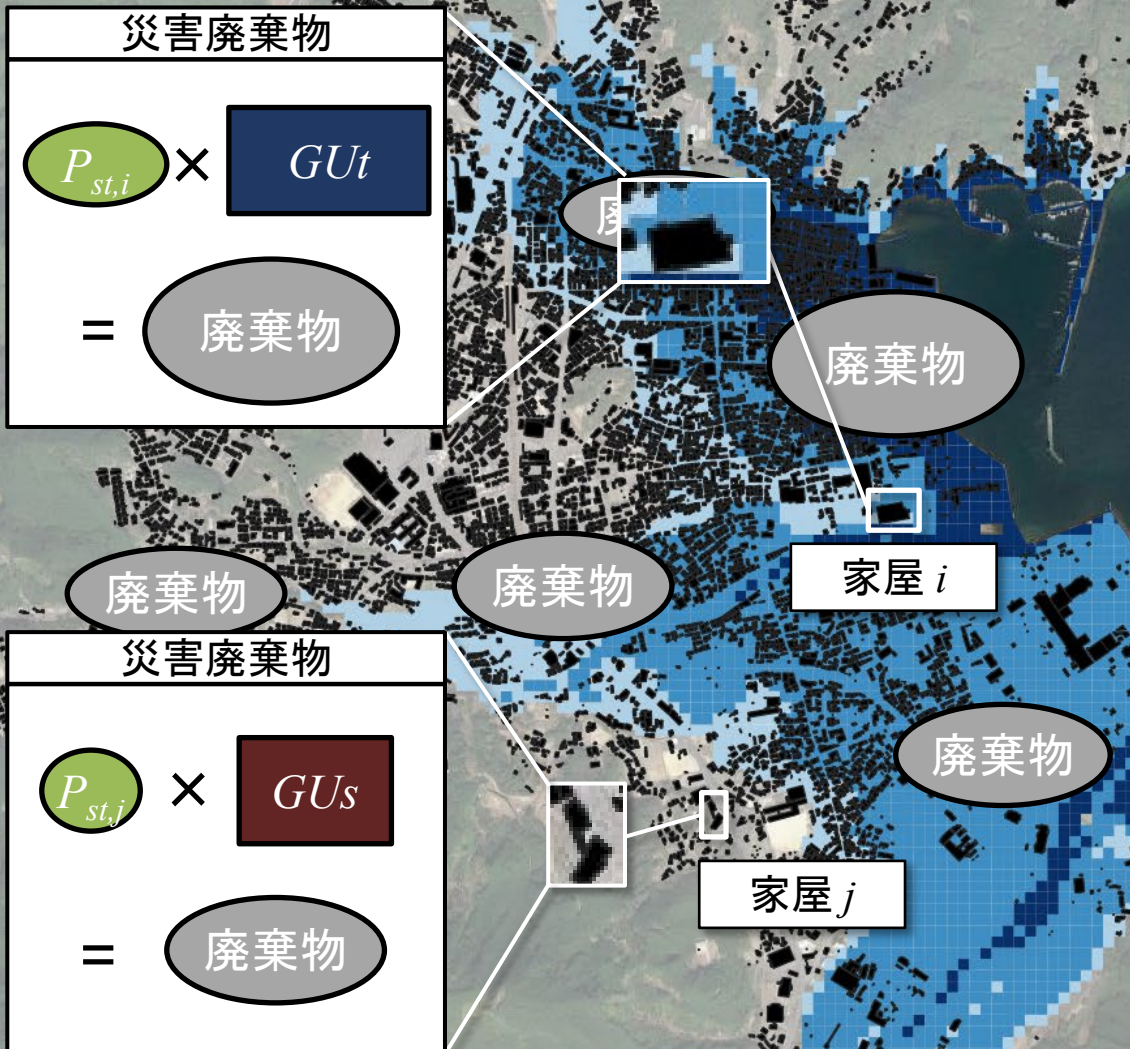 災害廃棄物
P st,i × GUt
= 廃棄物
廃
廃棄物
家屋 i
廃棄物
廃棄物
災害廃棄物
P st,j × GUs
= 廃棄物
廃棄物
家屋 j